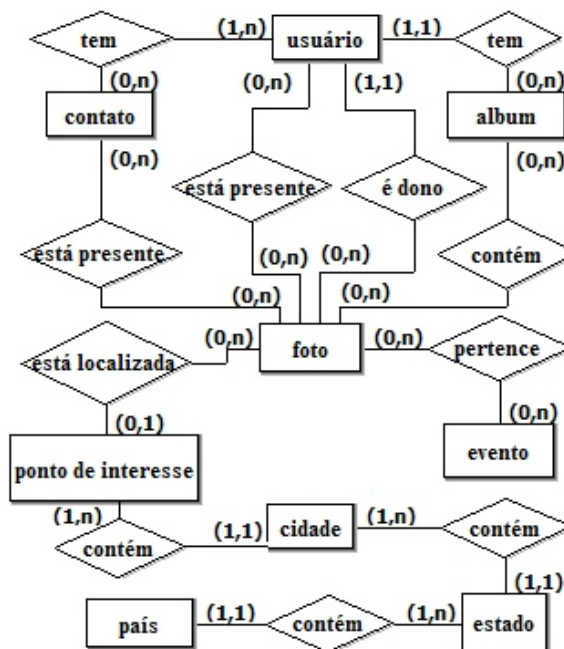 tem (1,n) usuário (1,1) tem
(0,n) (0,n) (1,1) (0,n)
contato album
(0,n) (0,n)
está presente é dono
está presente (0,n) contém
(0,n) (0,n)
(0,n) foto (0,n)
está localizada pertence
(0,1) (0,n)
ponto de interesse evento
(1,n) (1,1) cidade (1,n)
contém contém
(1,1)
país (1,1) contém (1,n) estado